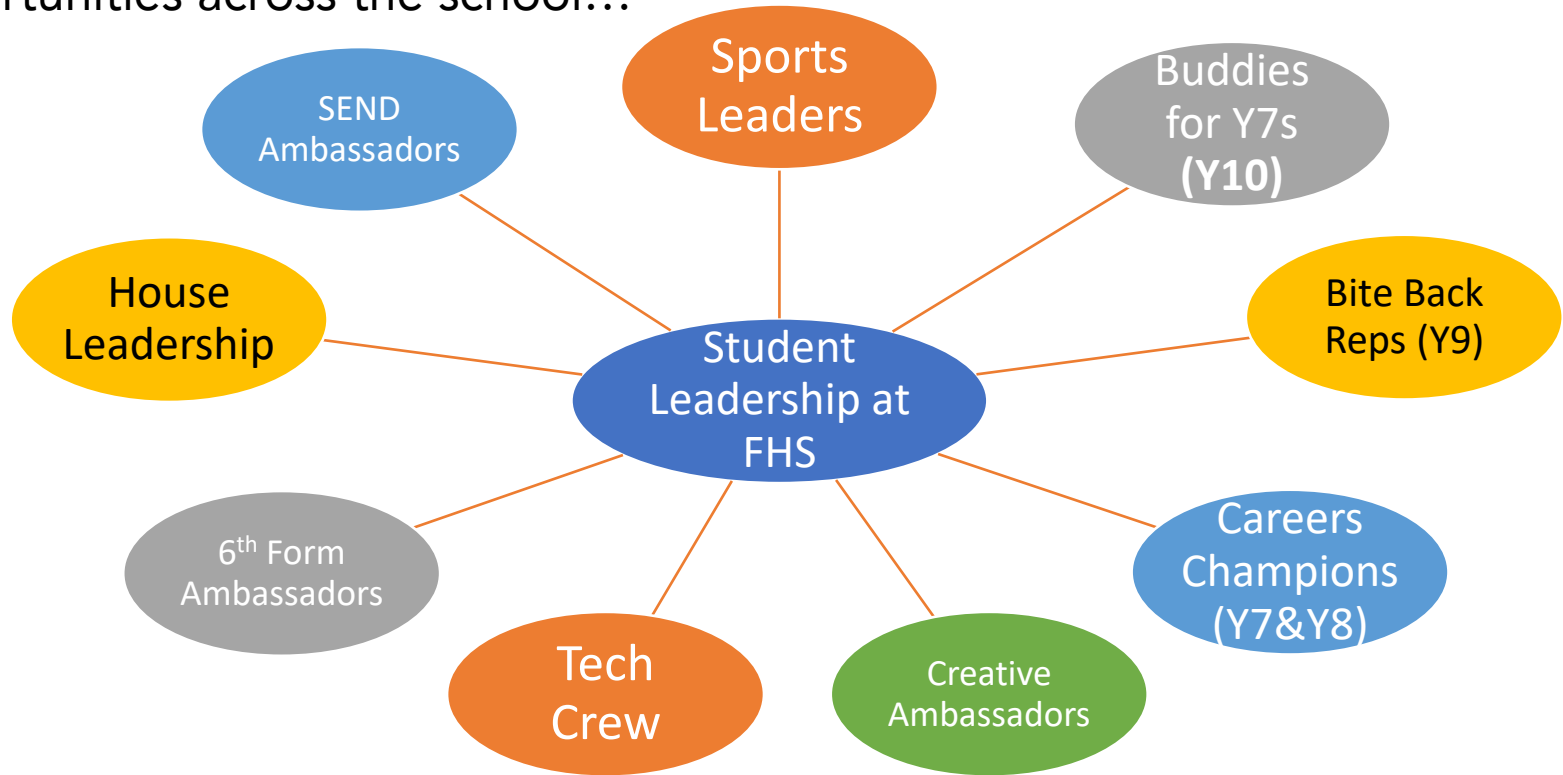 across the school…
Sports
Leaders
Buddies
for Y7s
(Y10)
Bite Back
Reps (Y9)
Careers
Champions
(Y7&Y8)
Creative
Ambassadors
Tech
Crew
6th Form
Ambassadors
House
Leadership
SEND
Ambassadors
Student
Leadership at
FHS